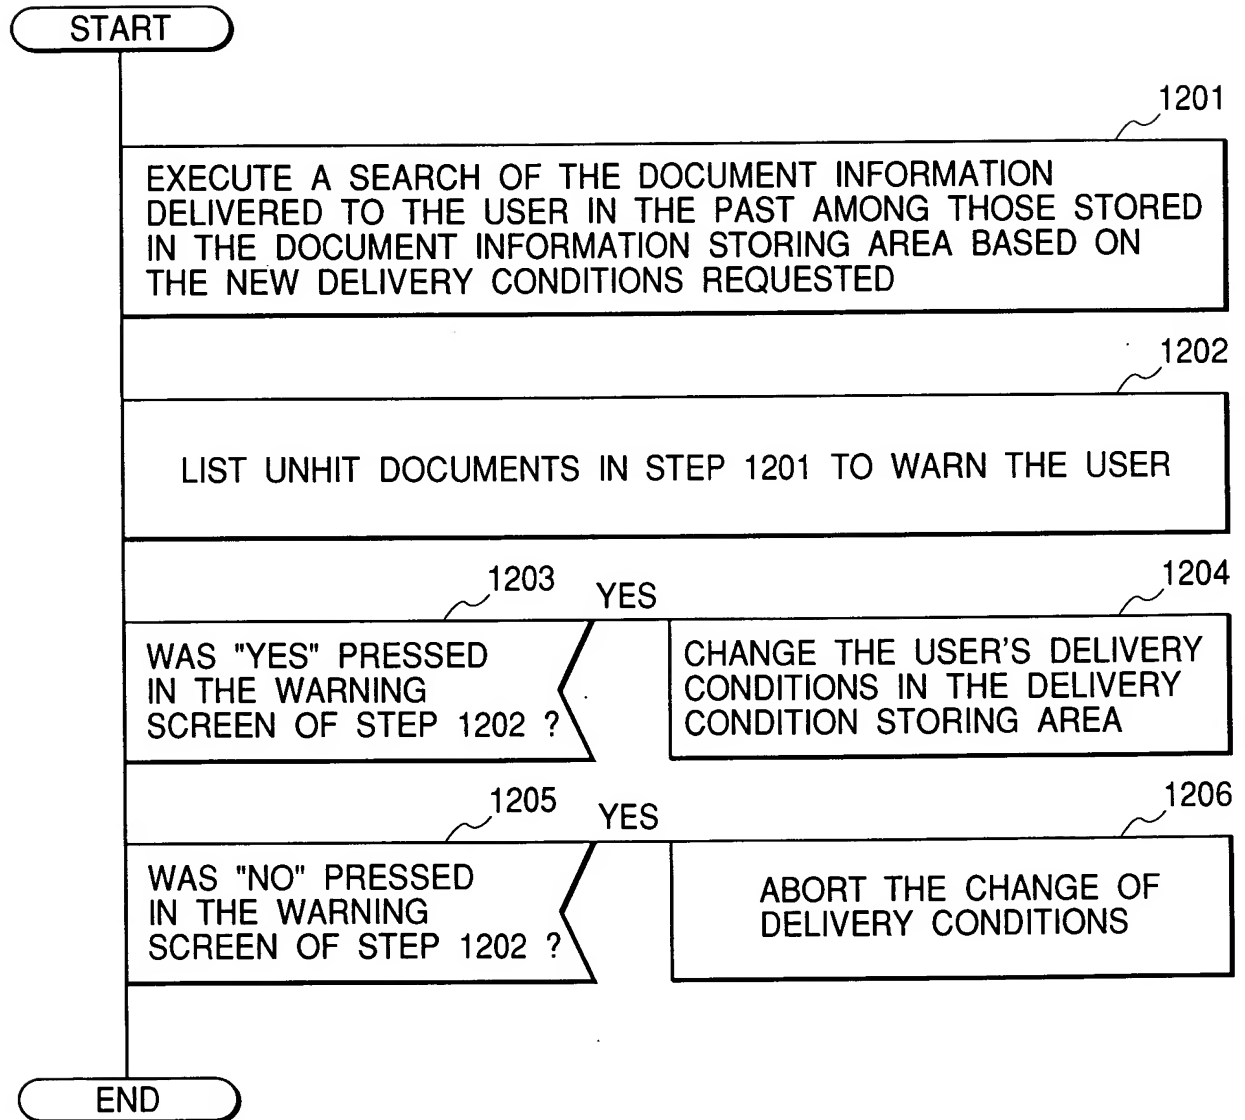 START
1201
EXECUTE A SEARCH OF THE DOCUMENT INFORMATION
DELIVERED TO THE USER IN THE PAST AMONG THOSE STORED
IN THE DOCUMENT INFORMATION STORING AREA BASED ON
THE NEW DELIVERY CONDITIONS REQUESTED
1202
LIST UNHIT DOCUMENTS IN STEP 1201 TO WARN THE USER
1203
YES
1204
WAS "YES" PRESSED
IN THE WARNING
SCREEN OF STEP 1202 ?
CHANGE THE USER'S DELIVERY
CONDITIONS IN THE DELIVERY
CONDITION STORING AREA
1205
YES
1206
WAS "NO" PRESSED
IN THE WARNING
SCREEN OF STEP 1202 ?
ABORT THE CHANGE OF
DELIVERY CONDITIONS
END